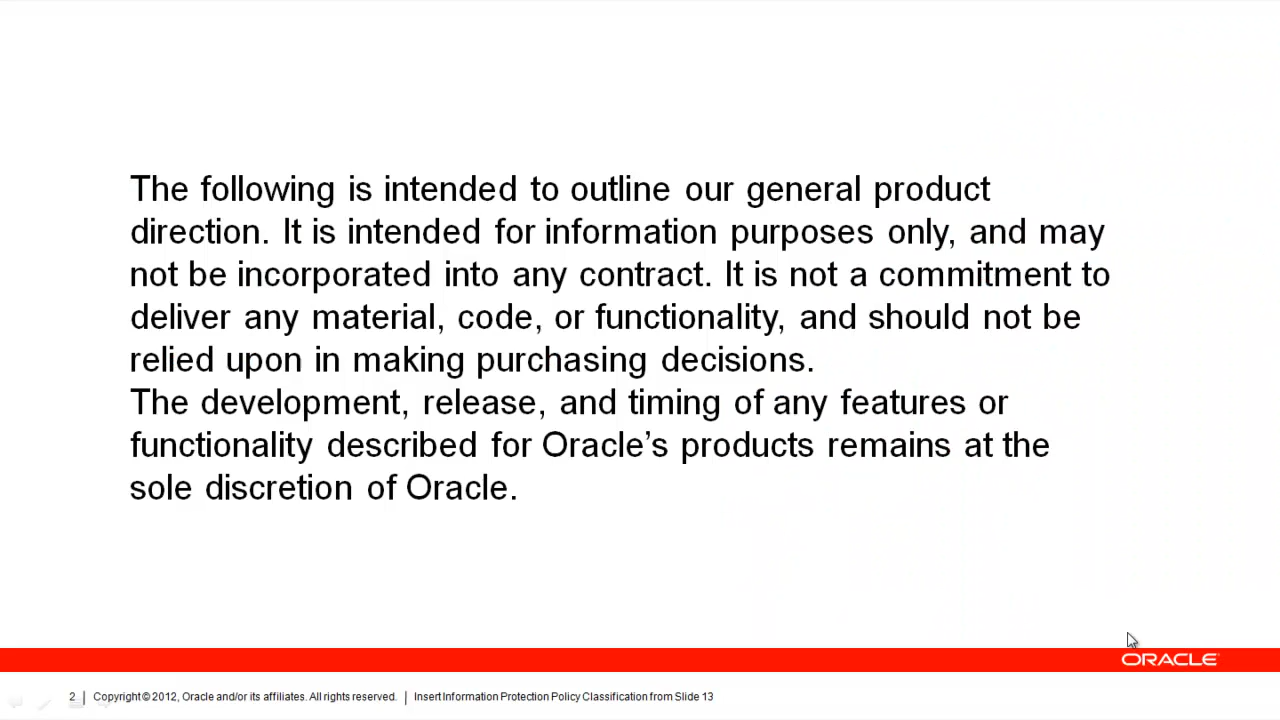 The following is intended to outline our general product
direction. It is intended for information purposes only, and may
not be incorporated into any contract. It is not a commitment to
deliver any material, code, or functionality, and should not be
relied upon in making purchasing decisions.
The development, release, and timing of any features or
functionality described for Oracle’s products remains at the
sole discretion of Oracle.
ORACLE
2 | Copyright © 2012, Oracle and/or its affiliates. All rights reserved. | Insert Information Protection Policy Classification from Slide 13